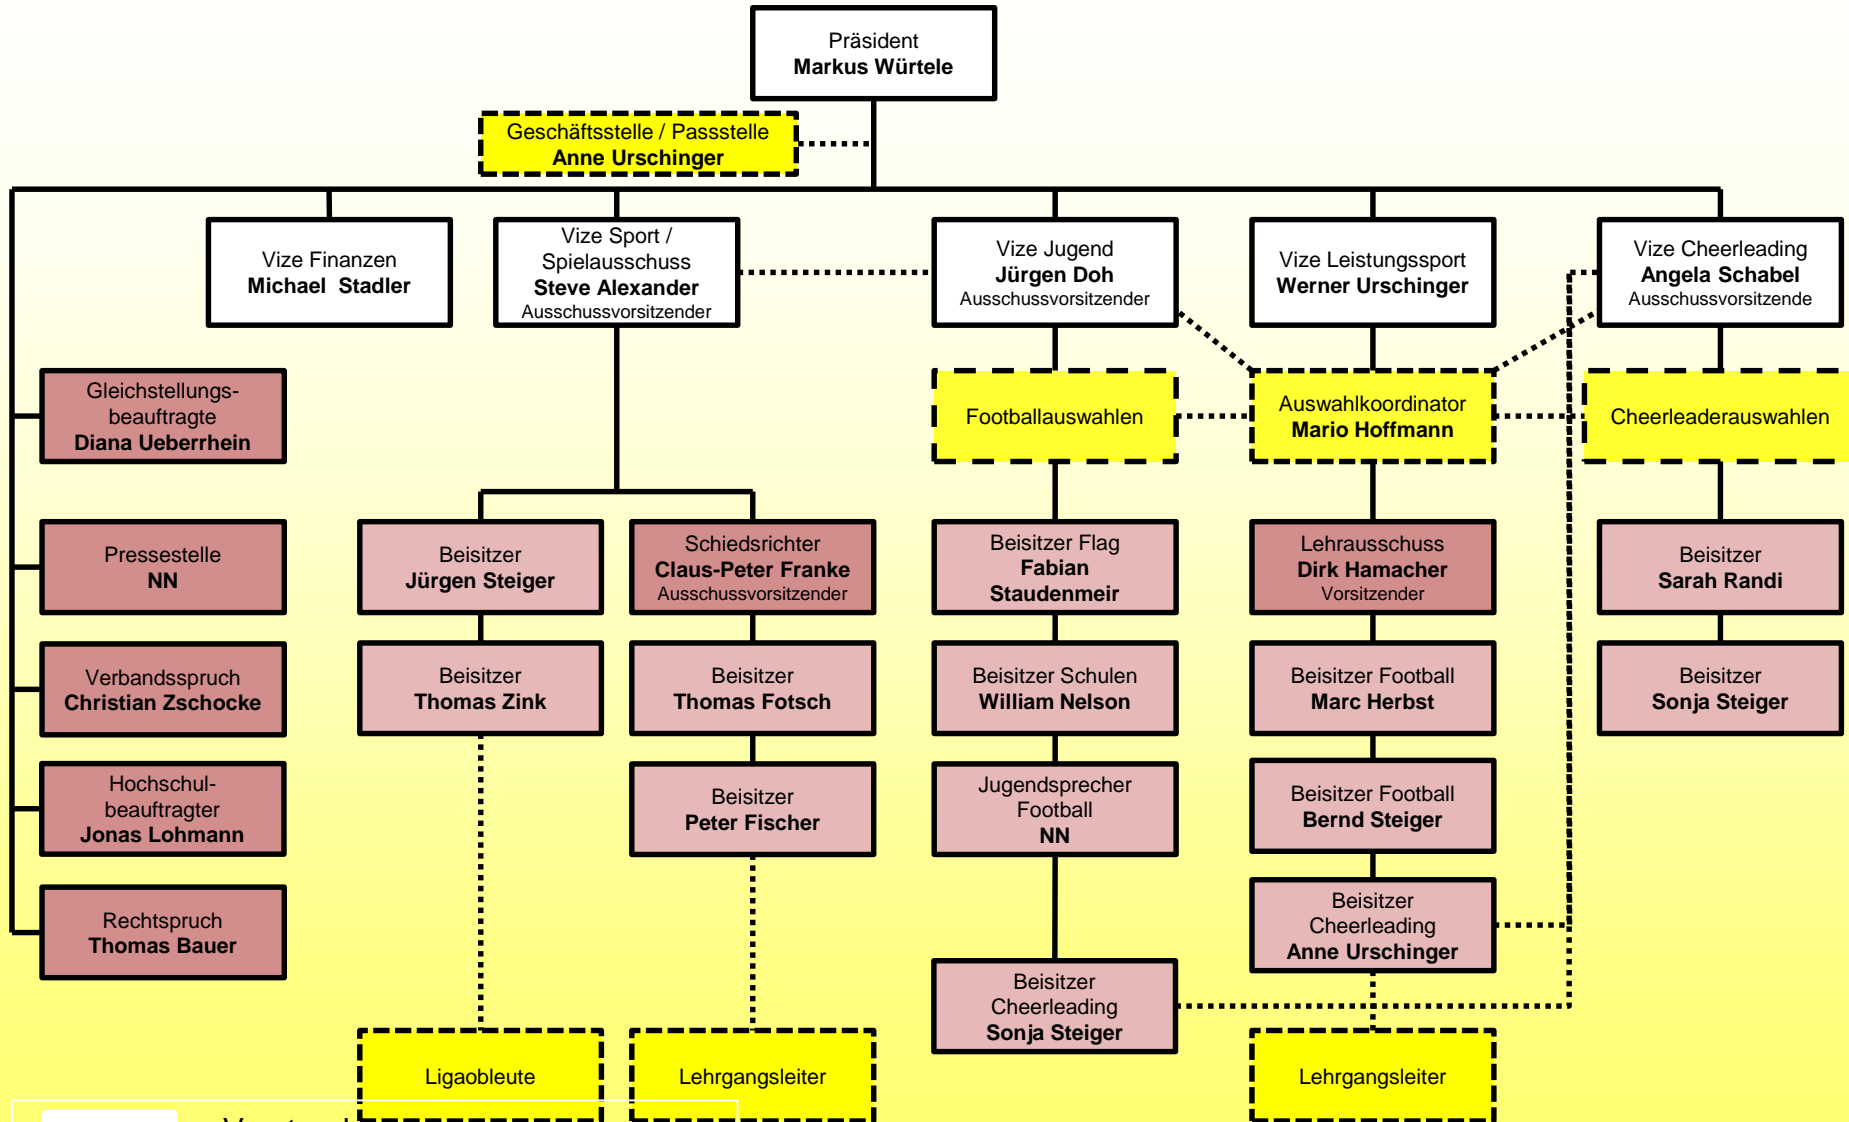 Präsident
Markus Würtele
Geschäftsstelle / Passstelle
Anne Urschinger
Vize Finanzen
Michael Stadler
Vize Sport /
Spielausschuss
Steve Alexander
Ausschussvorsitzender
Vize Jugend
Jürgen Doh
Ausschussvorsitzender
Vize Leistungssport
Werner Urschinger
Vize Cheerleading
Angela Schabel
Ausschussvorsitzende
Gleichstellungs-
beauftragte
Diana Ueberrhein
Footballauswahlen
Auswahlkoordinator
Mario Hoffmann
Cheerleaderauswahlen
Pressestelle
NN
Beisitzer
Jürgen Steiger
Schiedsrichter
Claus-Peter Franke
Ausschussvorsitzender
Beisitzer Flag
Fabian
Staudenmeir
Lehrausschuss
Dirk Hamacher
Vorsitzender
Beisitzer
Sarah Randi
Verbandsspruch
Christian Zschocke
Beisitzer
Thomas Zink
Beisitzer
Thomas Fotsch
Beisitzer Schulen
William Nelson
Beisitzer Football
Marc Herbst
Beisitzer
Sonja Steiger
Hochschul-
beauftragter
Jonas Lohmann
Beisitzer
Peter Fischer
Jugendsprecher
Football
NN
Beisitzer Football
Bernd Steiger
Rechtspruch
Thomas Bauer
Beisitzer
Cheerleading
Anne Urschinger
Beisitzer
Cheerleading
Sonja Steiger
Ligaobleute
Lehrgangsleiter
Lehrgangsleiter